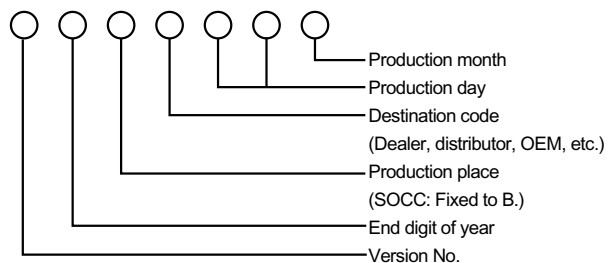 Production month
Production day
Destination code
(Dealer, distributor, OEM, etc.)
Production place
(SOCC: Fixed to B.)
End digit of year
Version No.